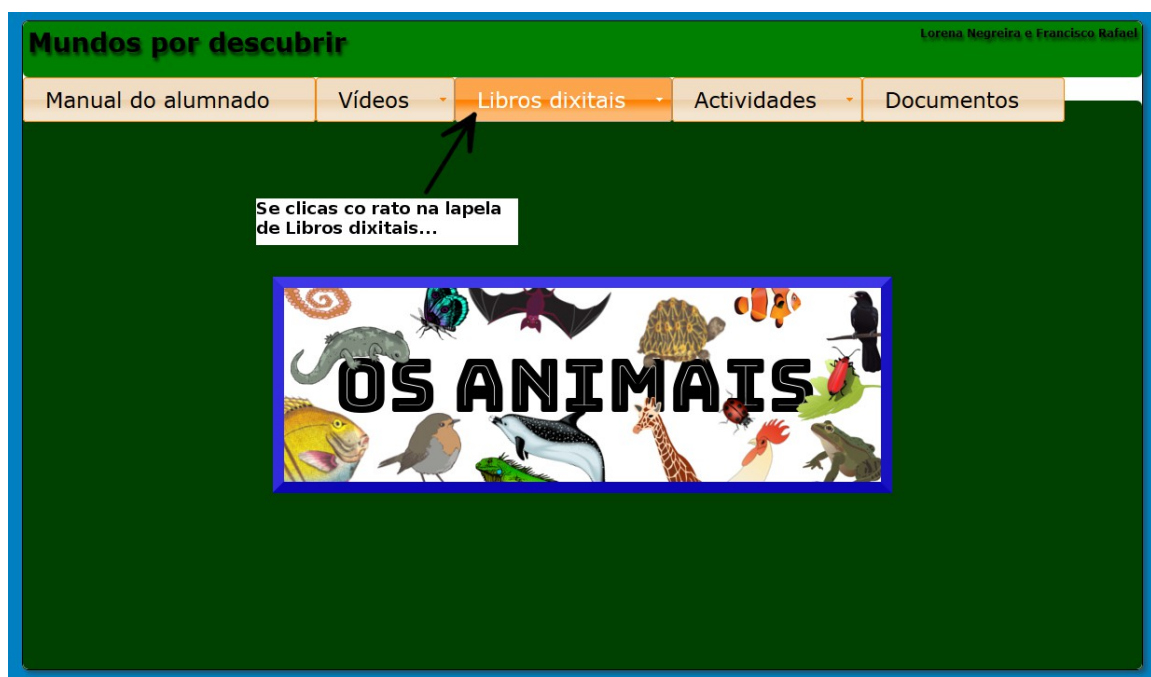 Mundos por descubrir
Lorena Negreira e Francisco Rafael
Manual do alumnado
Vídeos
Libros dixitais
Actividades
Documentos
Se clicas co rato na lapela
de Libros dixitais...
OS ANIMAIS